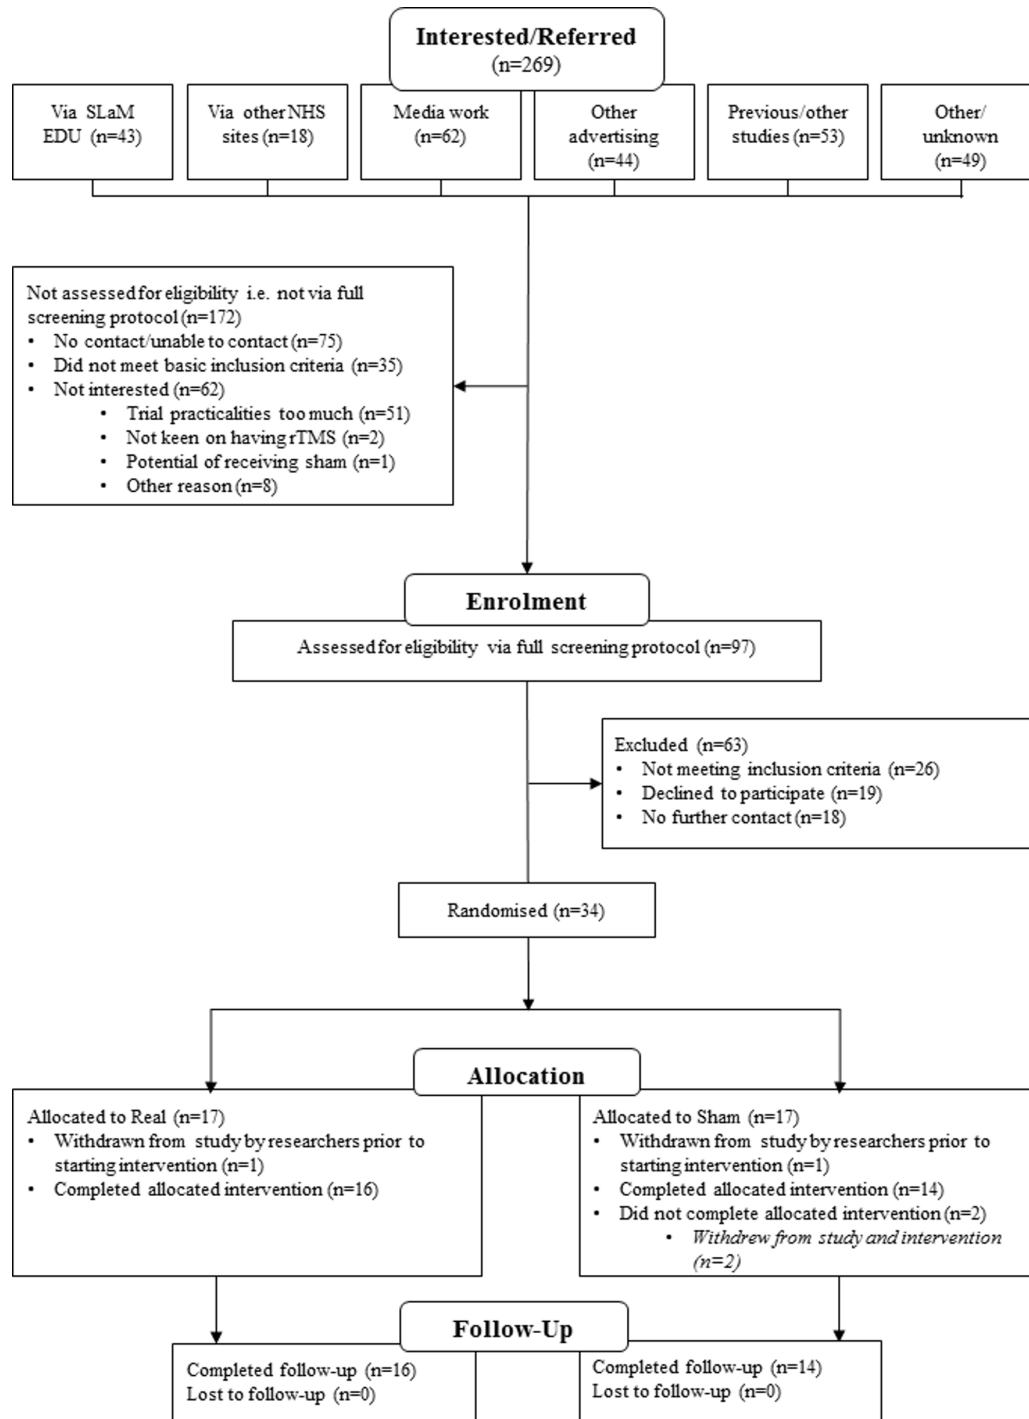 Interested/Referred
(n=269)
Via SLaM
EDU (n=43)
Via other NHS
sites (n=18)
Media work
(n=62)
Other
advertising
(n=44)
Previous/other
studies (n=53)
Other/
unknown
(n=49)
Not assessed for eligibility i.e. not via full
screening protocol (n=172)
• No contact/unable to contact (n=75)
• Did not meet basic inclusion criteria (n=35)
• Not interested (n=62)
• Trial practicalities too much (n=51)
• Not keen on having rTMS (n=2)
• Potential of receiving sham (n=1)
• Other reason (n=8)
Enrolment
Assessed for eligibility via full screening protocol (n=97)
Excluded (n=63)
• Not meeting inclusion criteria (n=26)
• Declined to participate (n=19)
• No further contact (n=18)
Randomised (n=34)
Allocation
Allocated to Real (n=17)
• Withdrawn from study by researchers prior to
starting intervention (n=1)
• Completed allocated intervention (n=16)
Allocated to Sham (n=17)
• Withdrawn from study by researchers prior to
starting intervention (n=1)
• Completed allocated intervention (n=14)
• Did not complete allocated intervention (n=2)
• Withdrew from study and intervention
(n=2)
Follow-Up
Completed follow-up (n=16)
Lost to follow-up (n=0)
Completed follow-up (n=14)
Lost to follow-up (n=0)